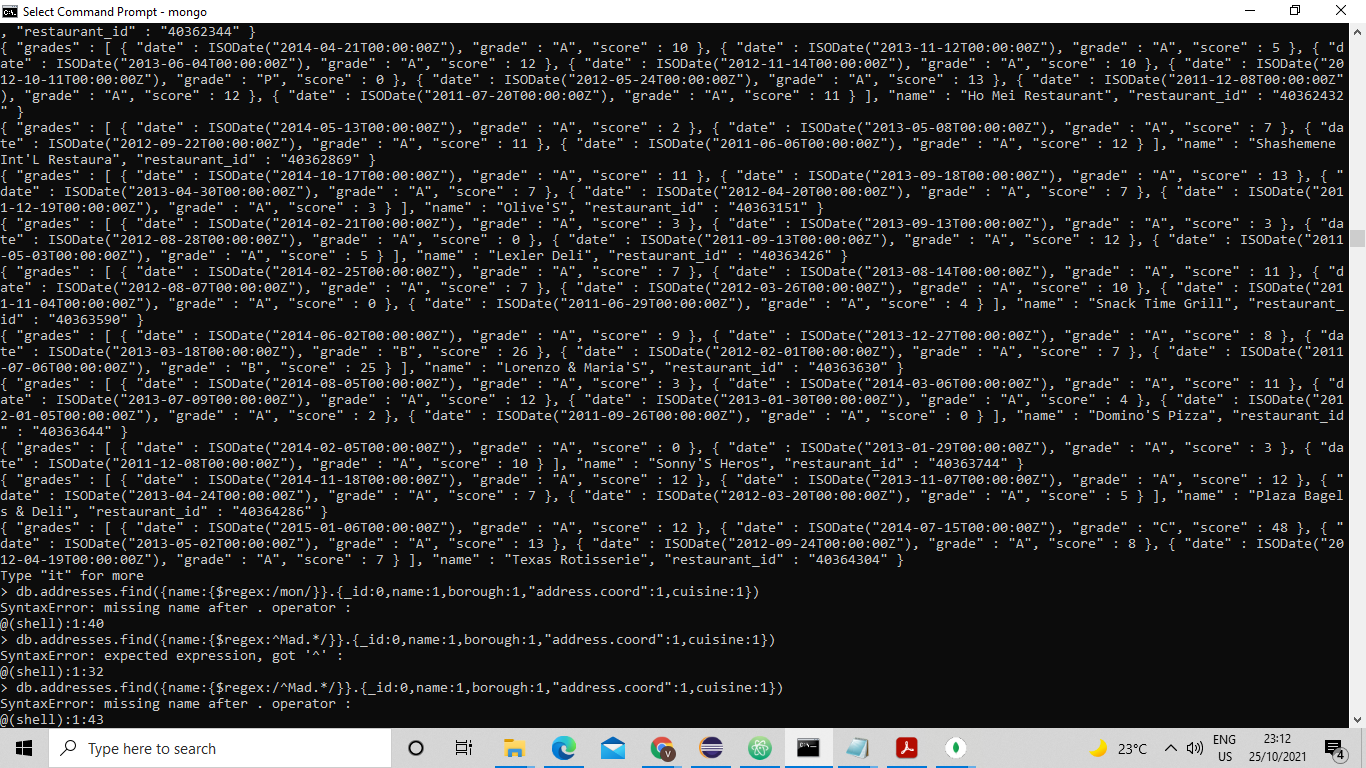 Select Command Prompt - mongo
, "restaurant_id" : "40362344" }
{ "grades" : [ { "date" : ISODate("2014-04-21T00:00:00Z"), "grade" : "A", "score" : 10 }, { "date" : ISODate("2013-11-12T00:00:00Z"), "grade" : "A", "score" : 5 }, { "d
ate" : ISODate("2013-06-04T00:00:00Z"), "grade" : "A", "score" : 12 }, { "date" : ISODate("2012-11-14T00:00:00Z"), "grade" : "A", "score" : 10 }, { "date" : ISODate("20
12-10-11T00:00:00Z"), "grade" : "P", "score" : 0 }, { "date" : ISODate("2012-05-24T00:00:00Z"), "grade" : "A", "score" : 13 }, { "date" : ISODate("2011-12-08T00:00:00Z"
), "grade" : "A", "score" : 12 }, { "date" : ISODate("2011-07-20T00:00:00Z"), "grade" : "A", "score" : 11 } ], "name" : "Ho Mei Restaurant", "restaurant_id" : "40362432
" }
{ "grades" : [ { "date" : ISODate("2014-05-13T00:00:00Z"), "grade" : "A", "score" : 2 }, { "date" : ISODate("2013-05-08T00:00:00Z"), "grade" : "A", "score" : 7 }, { "da
te" : ISODate("2012-09-22T00:00:00Z"), "grade" : "A", "score" : 11 }, { "date" : ISODate("2011-06-06T00:00:00Z"), "grade" : "A", "score" : 12 } ], "name" : "Shashemene
Int'L Restaura", "restaurant_id" : "40362869" }
{ "grades" : [ { "date" : ISODate("2014-10-17T00:00:00Z"), "grade" : "A", "score" : 11 }, { "date" : ISODate("2013-09-18T00:00:00Z"), "grade" : "A", "score" : 13 }, { "
date" : ISODate("2013-04-30T00:00:00Z"), "grade" : "A", "score" : 7 }, { "date" : ISODate("2012-04-20T00:00:00Z"), "grade" : "A", "score" : 7 }, { "date" : ISODate("201
1-12-19T00:00:00Z"), "grade" : "A", "score" : 3 } ], "name" : "Olive'S", "restaurant_id" : "40363151" }
{ "grades" : [ { "date" : ISODate("2014-02-21T00:00:00Z"), "grade" : "A", "score" : 3 }, { "date" : ISODate("2013-09-13T00:00:00Z"), "grade" : "A", "score" : 3 }, { "da
te" : ISODate("2012-08-28T00:00:00Z"), "grade" : "A", "score" : 0 }, { "date" : ISODate("2011-09-13T00:00:00Z"), "grade" : "A", "score" : 12 }, { "date" : ISODate("2011
-05-03T00:00:00Z"), "grade" : "A", "score" : 5 } ], "name" : "Lexler Deli", "restaurant_id" : "40363426" }
{ "grades" : [ { "date" : ISODate("2014-02-25T00:00:00Z"), "grade" : "A", "score" : 7 }, { "date" : ISODate("2013-08-14T00:00:00Z"), "grade" : "A", "score" : 11 }, { "d
ate" : ISODate("2012-08-07T00:00:00Z"), "grade" : "A", "score" : 7 }, { "date" : ISODate("2012-03-26T00:00:00Z"), "grade" : "A", "score" : 10 }, { "date" : ISODate("201
1-11-04T00:00:00Z"), "grade" : "A", "score" : 0 }, { "date" : ISODate("2011-06-29T00:00:00Z"), "grade" : "A", "score" : 4 } ], "name" : "Snack Time Grill", "restaurant_
id" : "40363590" }
{ "grades" : [ { "date" : ISODate("2014-06-02T00:00:00Z"), "grade" : "A", "score" : 9 }, { "date" : ISODate("2013-12-27T00:00:00Z"), "grade" : "A", "score" : 8 }, { "da
te" : ISODate("2013-03-18T00:00:00Z"), "grade" : "B", "score" : 26 }, { "date" : ISODate("2012-02-01T00:00:00Z"), "grade" : "A", "score" : 7 }, { "date" : ISODate("2011
-07-06T00:00:00Z"), "grade" : "B", "score" : 25 } ], "name" : "Lorenzo & Maria'S", "restaurant_id" : "40363630" }
{ "grades" : [ { "date" : ISODate("2014-08-05T00:00:00Z"), "grade" : "A", "score" : 3 }, { "date" : ISODate("2014-03-06T00:00:00Z"), "grade" : "A", "score" : 11 }, { "d
ate" : ISODate("2013-07-09T00:00:00Z"), "grade" : "A", "score" : 12 }, { "date" : ISODate("2013-01-30T00:00:00Z"), "grade" : "A", "score" : 4 }, { "date" : ISODate("201
2-01-05T00:00:00Z"), "grade" : "A", "score" : 2 }, { "date" : ISODate("2011-09-26T00:00:00Z"), "grade" : "A", "score" : 0 } ], "name" : "Domino'S Pizza", "restaurant_id
" : "40363644" }
{ "grades" : [ { "date" : ISODate("2014-02-05T00:00:00Z"), "grade" : "A", "score" : 0 }, { "date" : ISODate("2013-01-29T00:00:00Z"), "grade" : "A", "score" : 3 }, { "da
te" : ISODate("2011-12-08T00:00:00Z"), "grade" : "A", "score" : 10 } ], "name" : "Sonny'S Heros", "restaurant_id" : "40363744" }
{ "grades" : [ { "date" : ISODate("2014-11-18T00:00:00Z"), "grade" : "A", "score" : 12 }, { "date" : ISODate("2013-11-07T00:00:00Z"), "grade" : "A", "score" : 12 }, { "
date" : ISODate("2013-04-24T00:00:00Z"), "grade" : "A", "score" : 7 }, { "date" : ISODate("2012-03-20T00:00:00Z"), "grade" : "A", "score" : 5 } ], "name" : "Plaza Bagel
s & Deli", "restaurant_id" : "40364286" }
{ "grades" : [ { "date" : ISODate("2015-01-06T00:00:00Z"), "grade" : "A", "score" : 12 }, { "date" : ISODate("2014-07-15T00:00:00Z"), "grade" : "C", "score" : 48 }, { "
date" : ISODate("2013-05-02T00:00:00Z"), "grade" : "A", "score" : 13 }, { "date" : ISODate("2012-09-24T00:00:00Z"), "grade" : "A", "score" : 8 }, { "date" : ISODate("20
12-04-19T00:00:00Z"), "grade" : "A", "score" : 7 } ], "name" : "Texas Rotisserie", "restaurant_id" : "40364304" }
Type "it" for more
> db.addresses.find({name:{$regex:/mon/}}.{_id:0,name:1,borough:1,"address.coord":1,cuisine:1})
SyntaxError: missing name after . operator :
@(shell):1:40
> db.addresses.find({name:{$regex:^Mad.*/}}.{_id:0,name:1,borough:1,"address.coord":1,cuisine:1})
SyntaxError: expected expression, got '^' :
@(shell):1:32
> db.addresses.find({name:{$regex:/^Mad.*/}}.{_id:0,name:1,borough:1,"address.coord":1,cuisine:1})
SyntaxError: missing name after . operator :
@(shell):1:43
Type here to search
23°C
ENG
US
23:12
25/10/2021
4